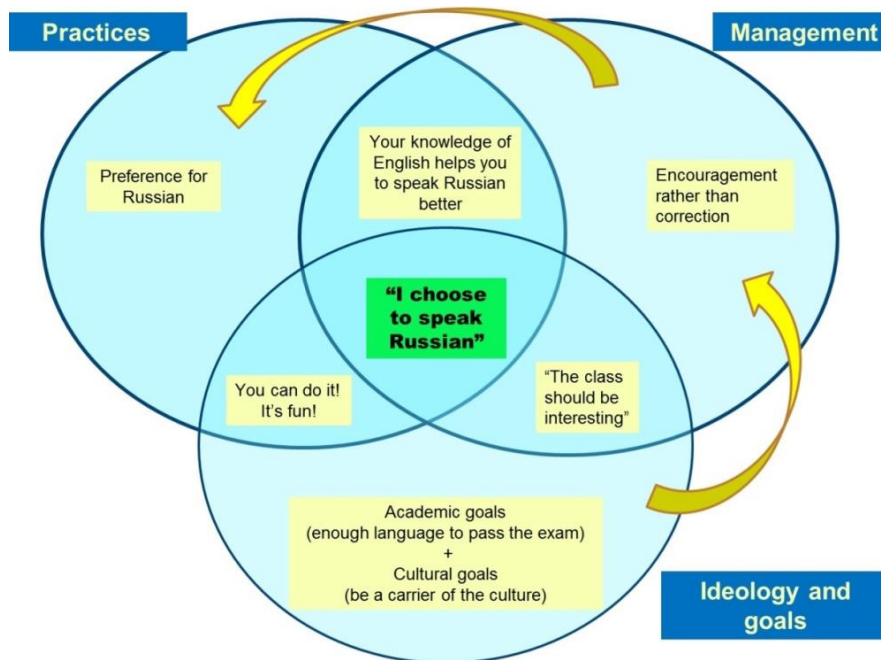 Practices
Management
Your knowledge of
English helps you
to speak Russian
better
Preference for
Russian
Encouragement
rather than
correction
“I choose
to speak
Russian”
You can do it!
It’s fun!
“The class
should be
interesting”
Academic goals
(enough language to pass the exam)
+
Cultural goals
(be a carrier of the culture)
Ideology and
goals